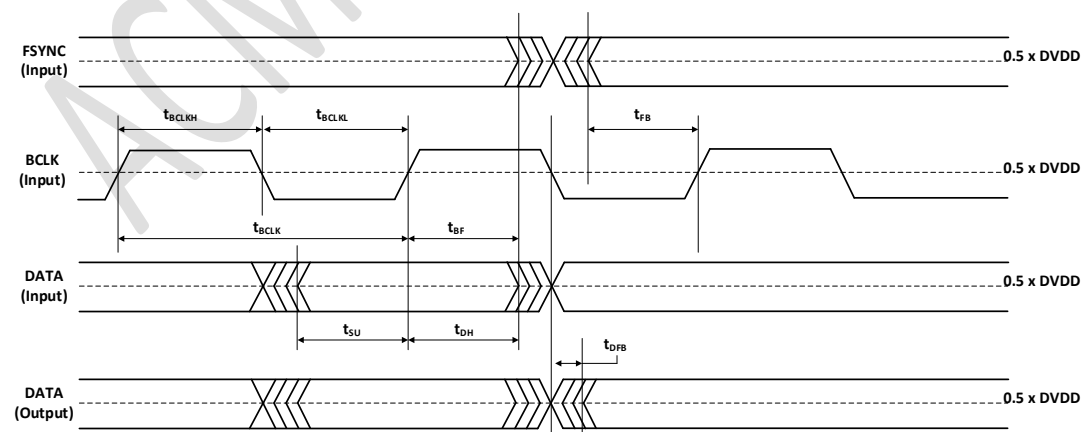 FSYNC
(Input)
0.5 x DVDD
tBCLKH
tBCLKL
tFB
BCLK
(Input)
0.5 x DVDD
tBCLK
tBF
DATA
(Input)
0.5 x DVDD
tSU
tDH
tDFB
DATA
(Output)
0.5 x DVDD
ACM